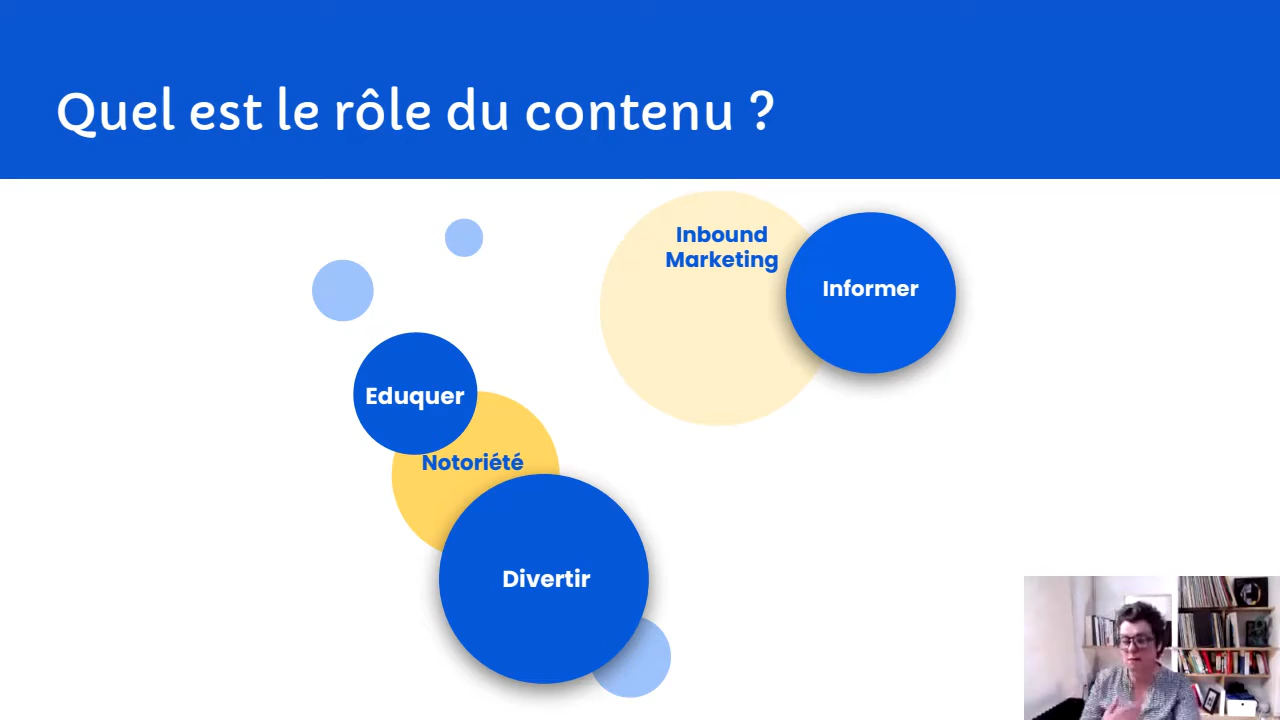 Quel est le rôle du contenu ?
Inbound
Marketing
Informer
Eduquer
Notoriété
Divertir